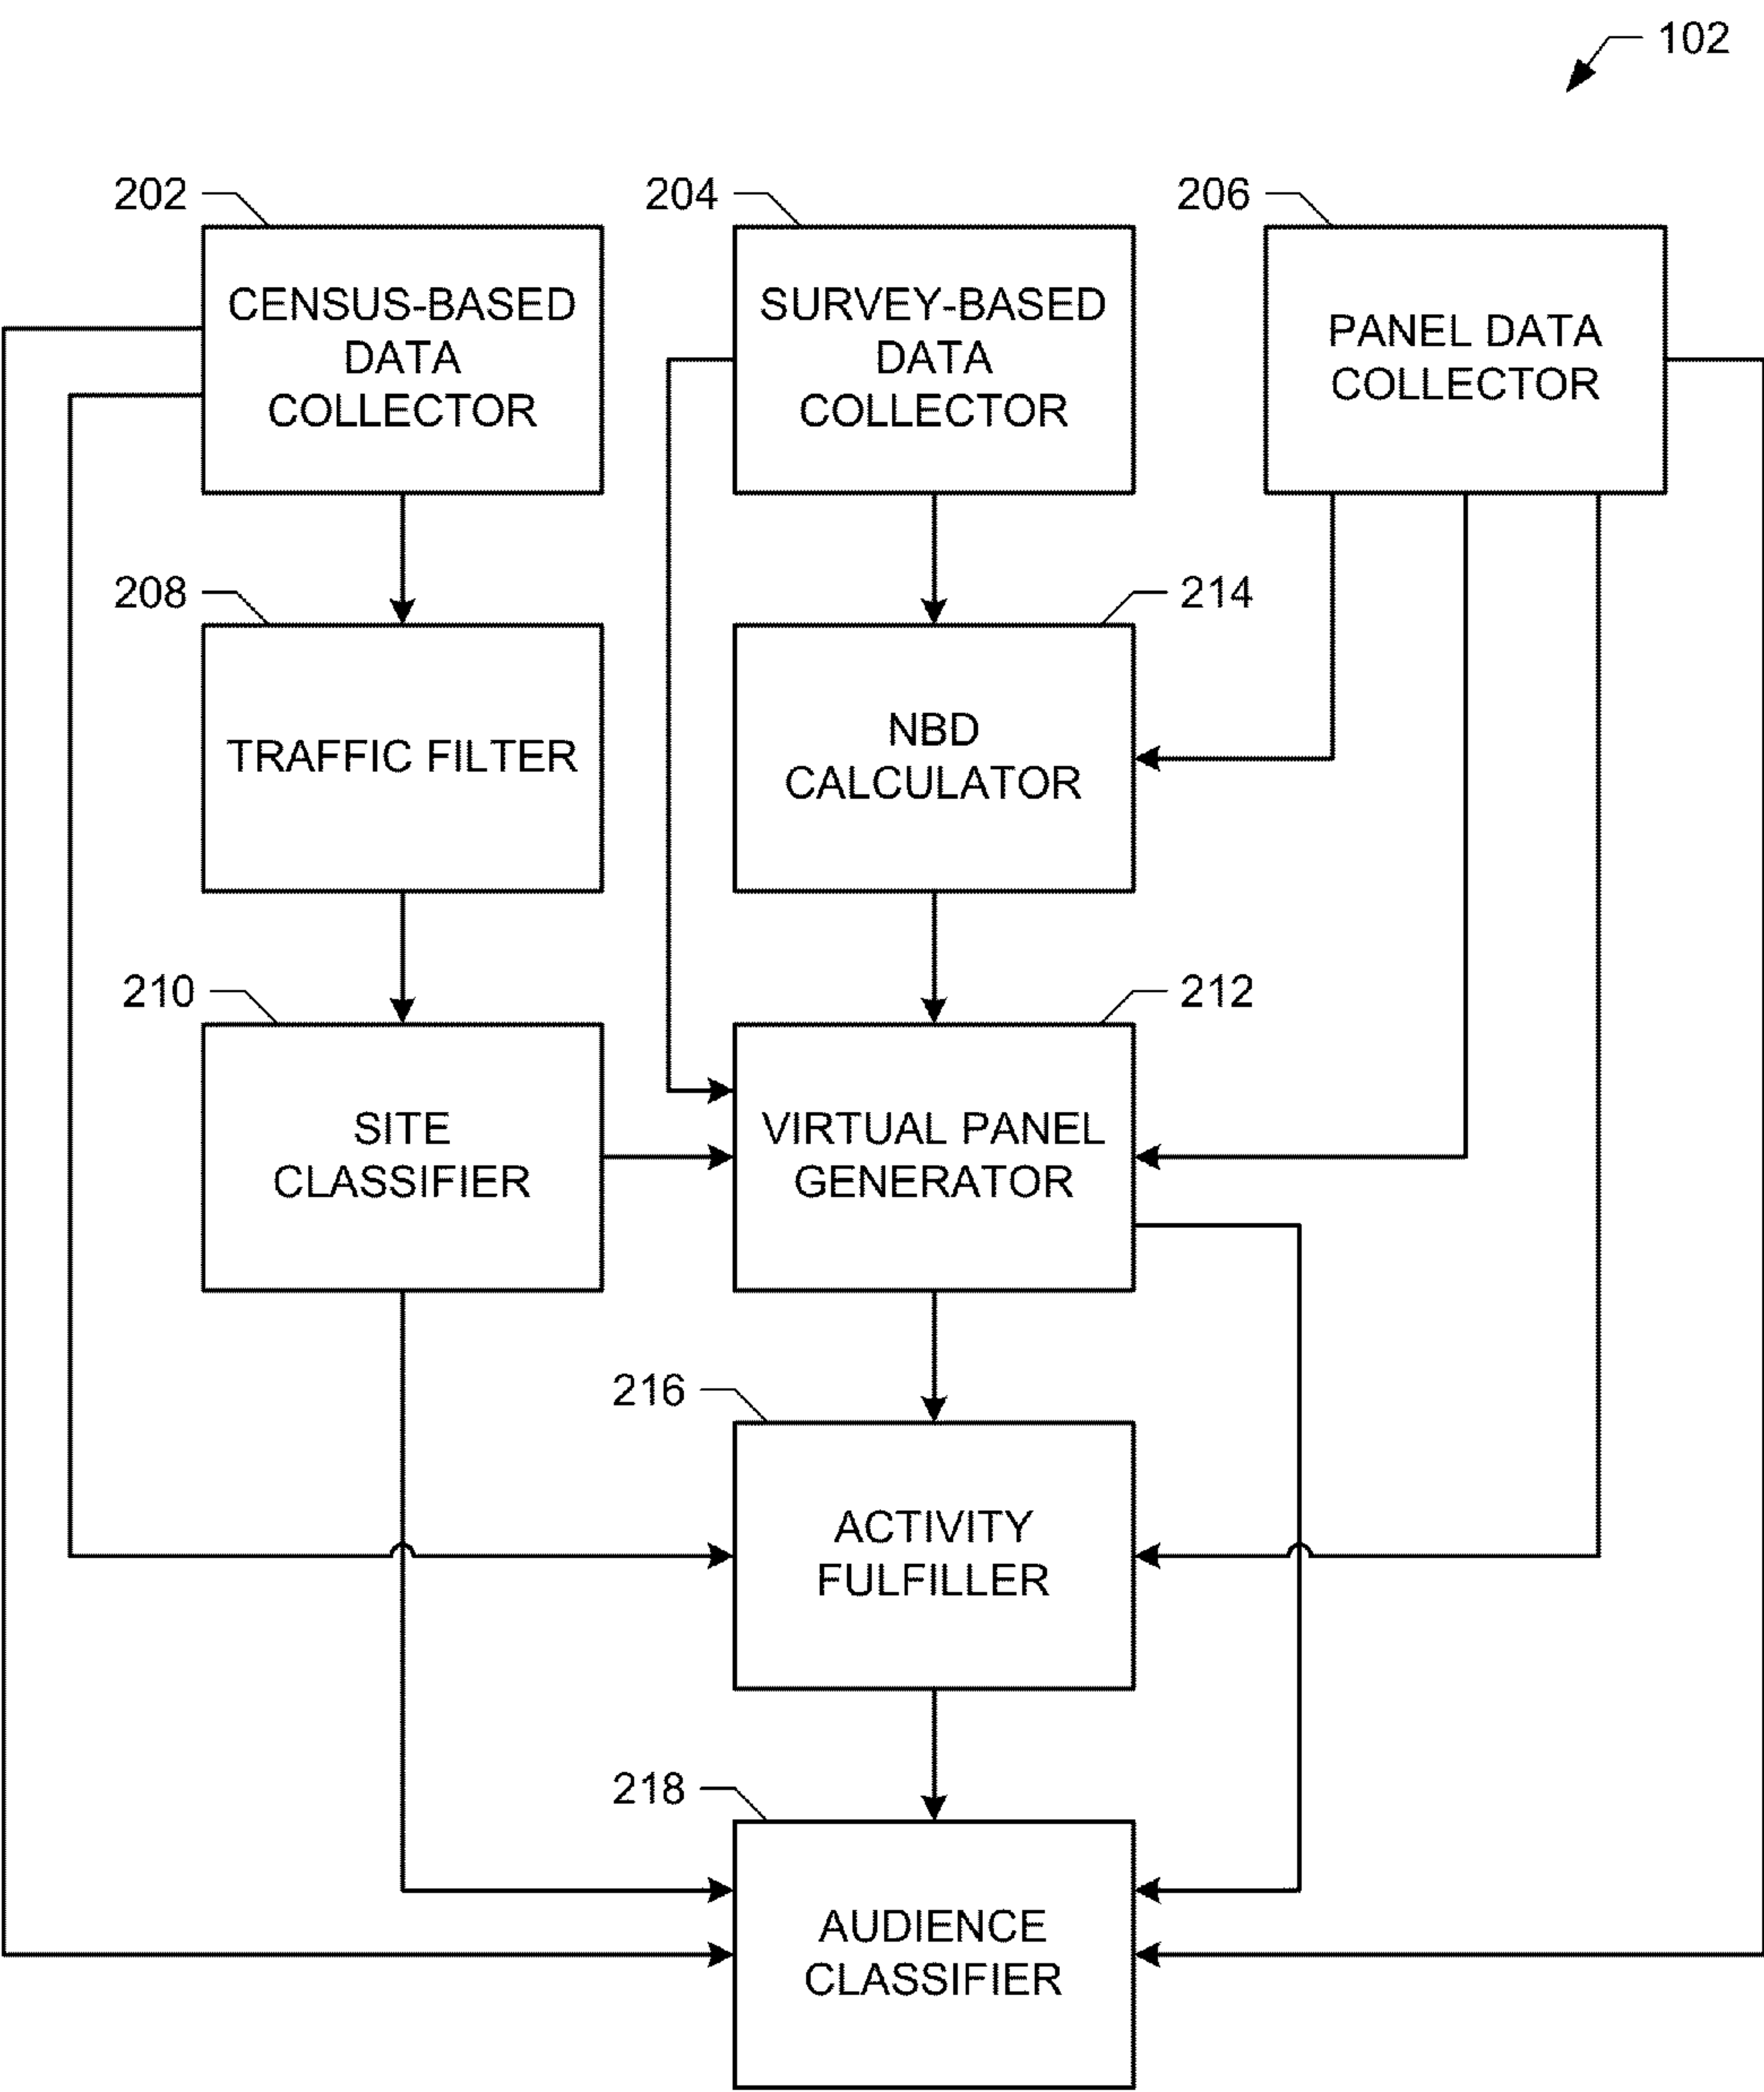 102
202
204
206
CENSUS-BASED
DATA
COLLECTOR
SURVEY-BASED
DATA
COLLECTOR
PANEL DATA
COLLECTOR
208
214
TRAFFIC FILTER
NBD
CALCULATOR
210
212
SITE
CLASSIFIER
VIRTUAL PANEL
GENERATOR
216
ACTIVITY
FULFILLER
218
AUDIENCE
CLASSIFIER